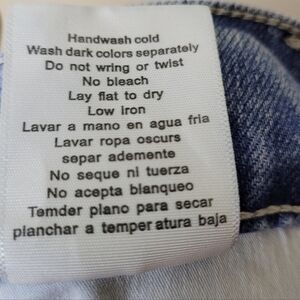 Handwash cold
Wash dark colors separately
Do not wring or twist
No bleach
Lay flat to dry
Low iron
Lavar a mano en agua fria
Lavar ropa oscurs
separ ademente
No seque ni tuerza
No acepta blanqueo
Temder plano para secar
planchar a temper atura baja